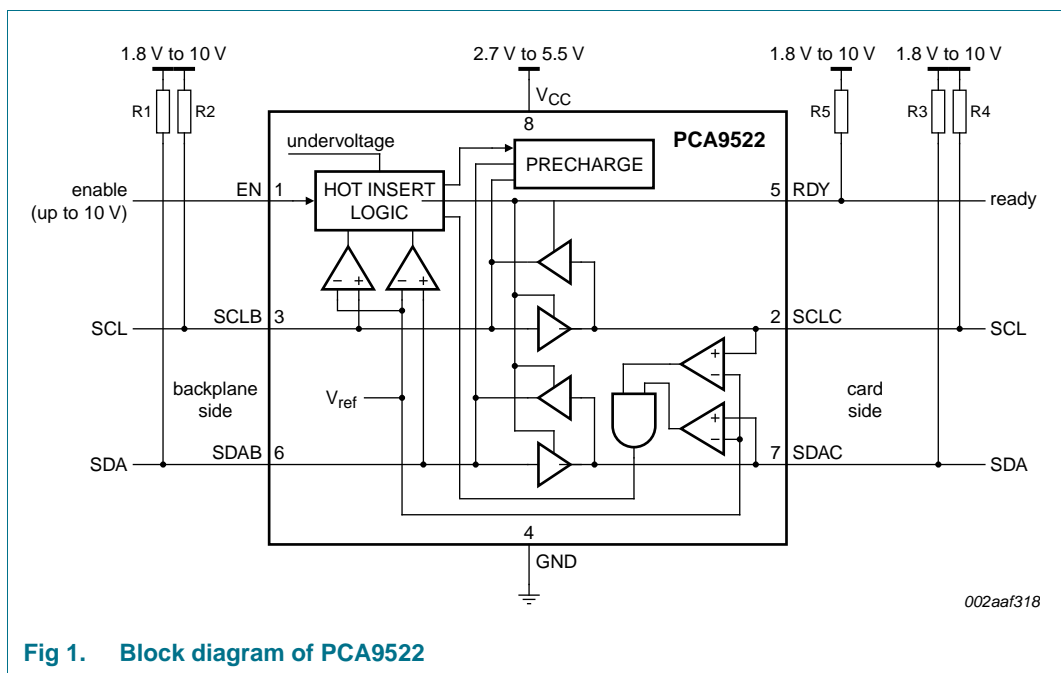 1.8 V to 10 V
2.7 V to 5.5 V
1.8 V to 10 V
1.8 V to 10 V
R1
R2
R5
R3
R4
VCC
8
PCA9522
undervoltage
PRECHARGE
enable
(up to 10 V)
EN
1
HOT INSERT
LOGIC
5
RDY
ready
− +
− +
SCL
SCLB
3
2
SCLC
SCL
+
−
backplane
side
Vref
card
side
+
−
SDA
SDAB
6
7
SDAC
SDA
4
GND
002aaf318
Fig 1. Block diagram of PCA9522